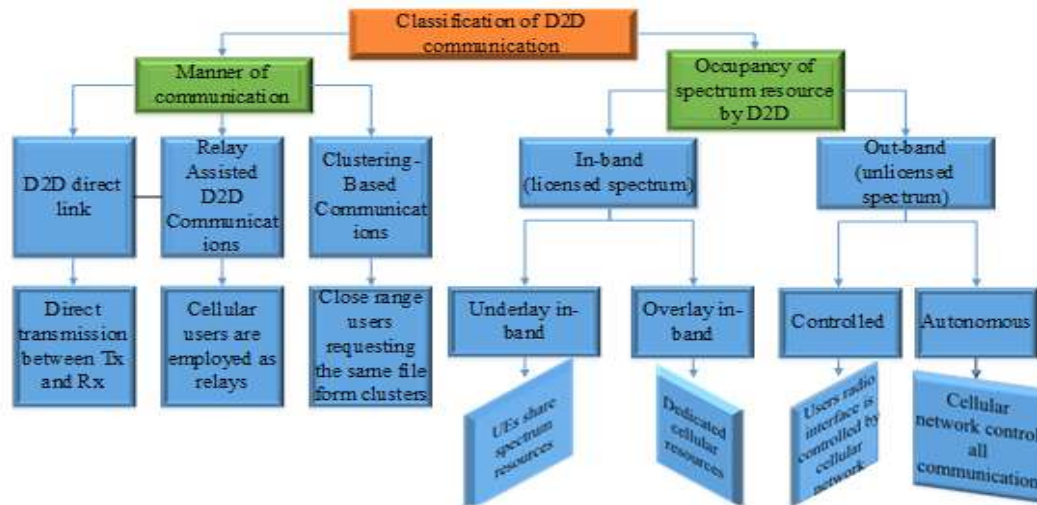 Classification of D2D
communication
Manner of
communication
Occupancy of
spectrum resource
by D2D
D2D direct
link
Relay
Assisted
D2D
Communicat
ions
Clustering-
Based
Communicat
ions
In-band
(licensed spectrum)
Out-band
(unlicensed
spectrum)
Direct
transmission
between Tx
and Rx
Cellular
users are
employed as
relays
Close range
users
requesting
the same file
form clusters
Underlay in-
band
Overlay in-
band
Controlled
Autonomous
UEs share
spectrum
resources
Dedicated
cellular
resources
Users radio
interface is
controlled by
cellular
network
Cellular
network control
all
communication